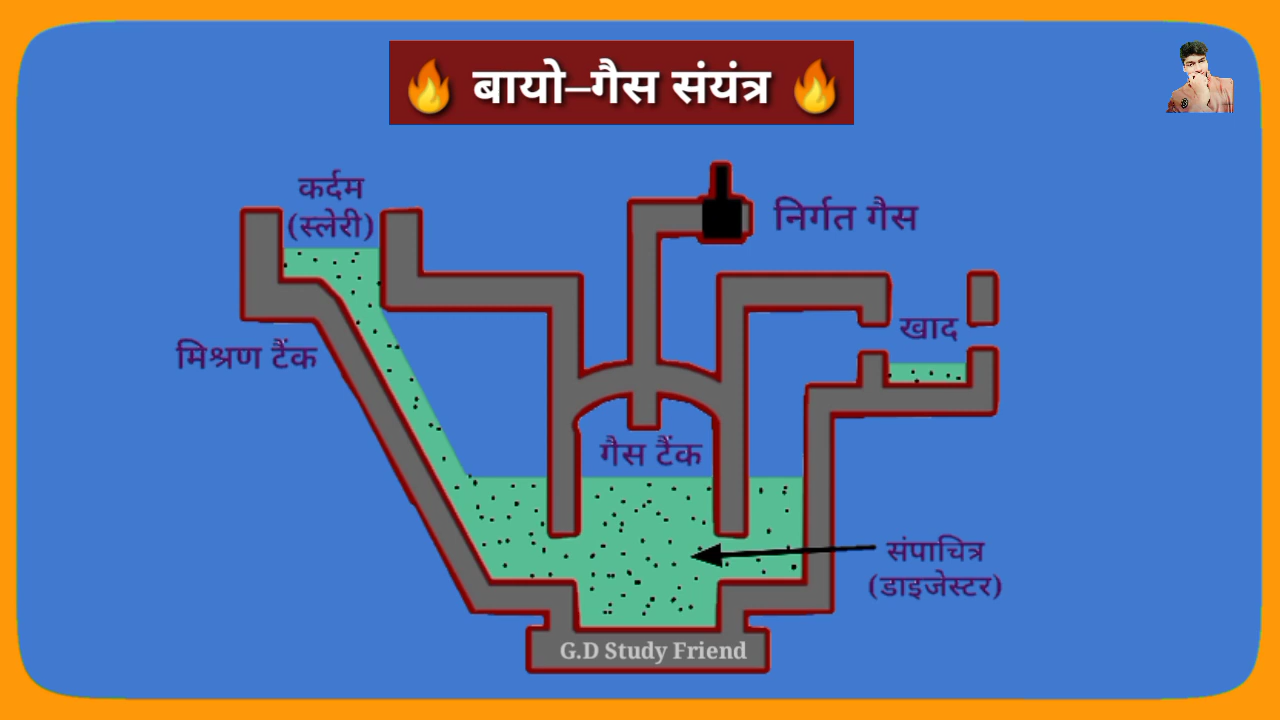 🔥 बायो–गैस संयंत्र 🔥
कर्दम
(स्लेरी)
निर्गत गैस
खाद
मिश्रण टैंक
गैस टैंक
संपाचित्र
(डाइजेस्टर)
G.D Study Friend